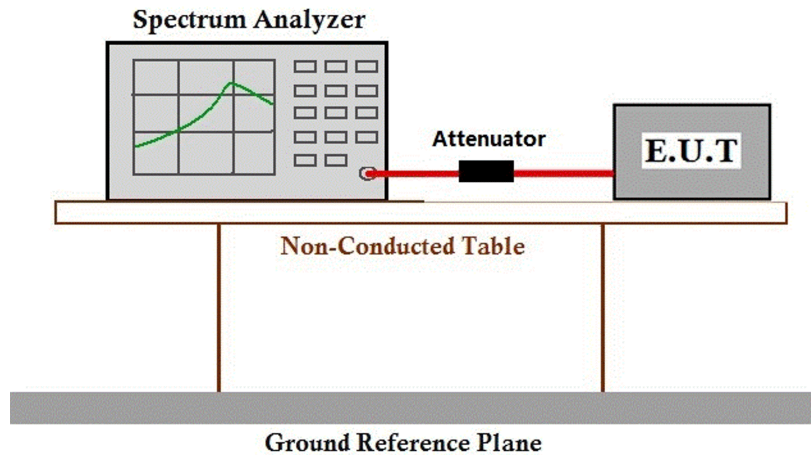 Spectrum Analyzer
Attenuator
E.U.T
Non-Conducted Table
Ground Reference Plane